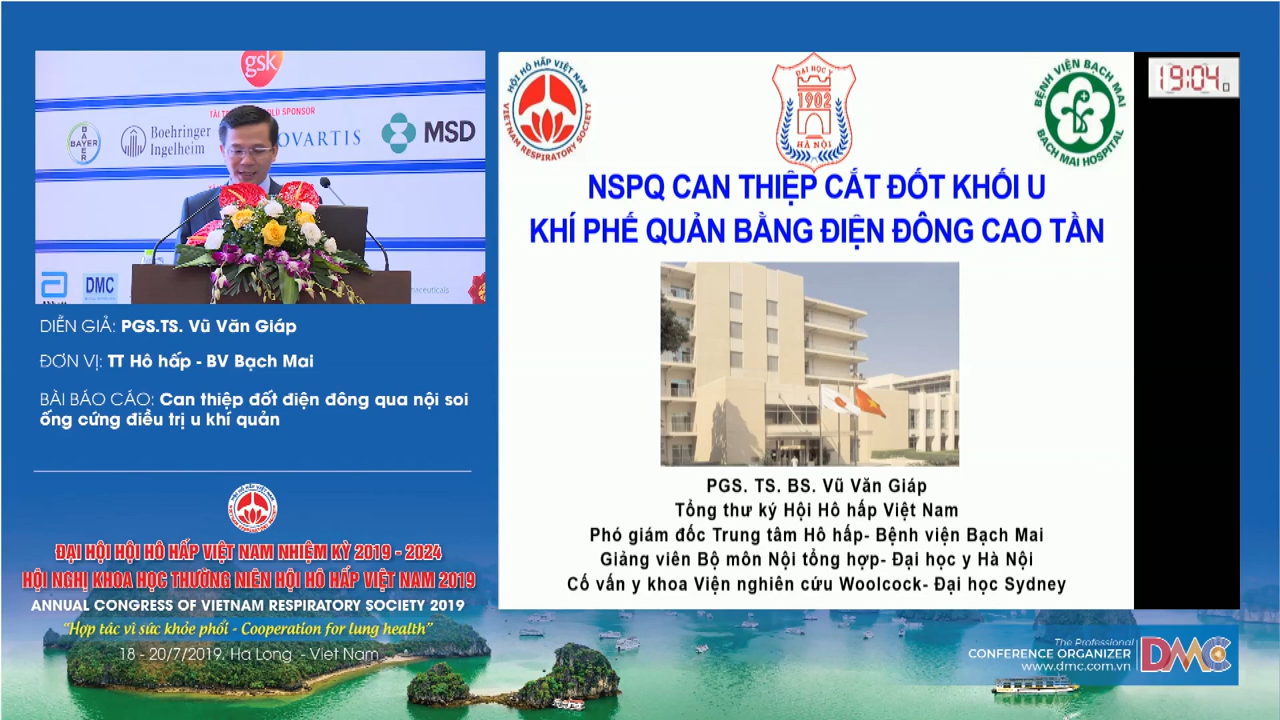 gsk
TÀI TR
OLD SPONSOR
BAYER
BAYER
Boehringer
Ingelheim
OVARTIS
MSD
DMC
maceuticals
DIỄN GIẢ: PGS.TS. Vũ Văn Giáp
ĐƠN VỊ: TT Hô hấp - BV Bạch Mai
BÀI BÁO CÁO: Can thiệp đốt điện đông qua nội soi
ống cứng điều trị u khí quản
ĐẠI HỘI HỘI HÔ HẤP VIỆT NAM NHIỆM KỲ 2019 - 2024
HỘI NGHỊ KHOA HỌC THƯỜNG NIÊN HỘI HÔ HẤP VIỆT NAM 2019
ANNUAL CONGRESS OF VIETNAM RESPIRATORY SOCIETY 2019
"Hợp tác vì sức khỏe phổi - Cooperation for lung health"
18 - 20/7/2019. Ha Long - Viet Nam
HỘI HÔ HẤP VIỆT NAM
VIETNAM RESPIRATORY SOCIETY
ĐẠI HỌC Y
1902
HÀ NỘI
BỆNH VIỆN BẠCH MAI
BACH MAI HOSPITAL
19:04
NSPQ CAN THIỆP CẮT ĐỐT KHỐI U
KHÍ PHẾ QUẢN BẰNG ĐIỆN ĐÔNG CAO TẦN
PGS. TS. BS. Vũ Văn Giáp
Tổng thư ký Hội Hô hấp Việt Nam
Phó giám đốc Trung tâm Hô hấp- Bệnh viện Bạch Mai
Giảng viên Bộ môn Nội tổng hợp- Đại học y Hà Nội
Cố vấn y khoa Viện nghiên cứu Woolcock- Đại học Sydney
The Professional
CONFERENCE ORGANIZER
www.dmc.com.vn
DMC